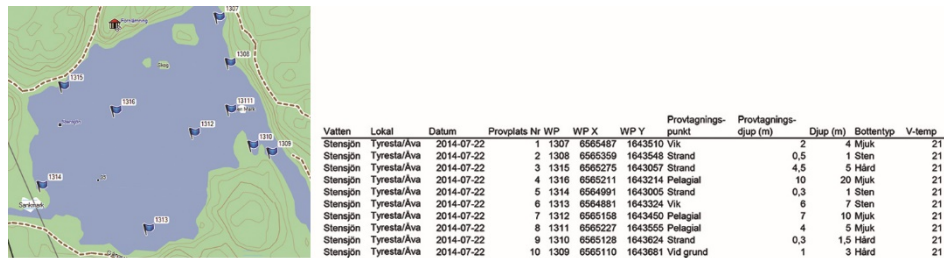 1307
1308
1315
1316
13111
1312
1310
1309
1314
Sankmark
1313
Provtagnings- Provtagnings-
Vatten Lokal Datum Provplats Nr WP WP X WP Y punkt djup (m) Djup (m) Bottentyp V-temp
Stensjön Tyresta/Åva 2014-07-22 1 1307 6565487 1643510 Vik 2 4 Mjuk 21
Stensjön Tyresta/Åva 2014-07-22 2 1308 6565359 1643548 Strand 0,5 1 Sten 21
Stensjön Tyresta/Åva 2014-07-22 3 1315 6565275 1643057 Strand 4,5 5 Hård 21
Stensjön Tyresta/Åva 2014-07-22 4 1316 6565211 1643214 Pelagial 10 20 Mjuk 21
Stensjön Tyresta/Åva 2014-07-22 5 1314 6564991 1643005 Strand 0,3 1 Sten 21
Stensjön Tyresta/Åva 2014-07-22 6 1313 6564881 1643324 Vik 6 7 Sten 21
Stensjön Tyresta/Åva 2014-07-22 7 1312 6565158 1643450 Pelagial 7 10 Mjuk 21
Stensjön Tyresta/Åva 2014-07-22 8 1311 6565227 1643555 Pelagial 4 5 Mjuk 21
Stensjön Tyresta/Åva 2014-07-22 9 1310 6565128 1643624 Strand 0,3 1,5 Hård 21
Stensjön Tyresta/Åva 2014-07-22 10 1309 6565110 1643681 Vid grund 1 3 Hård 21